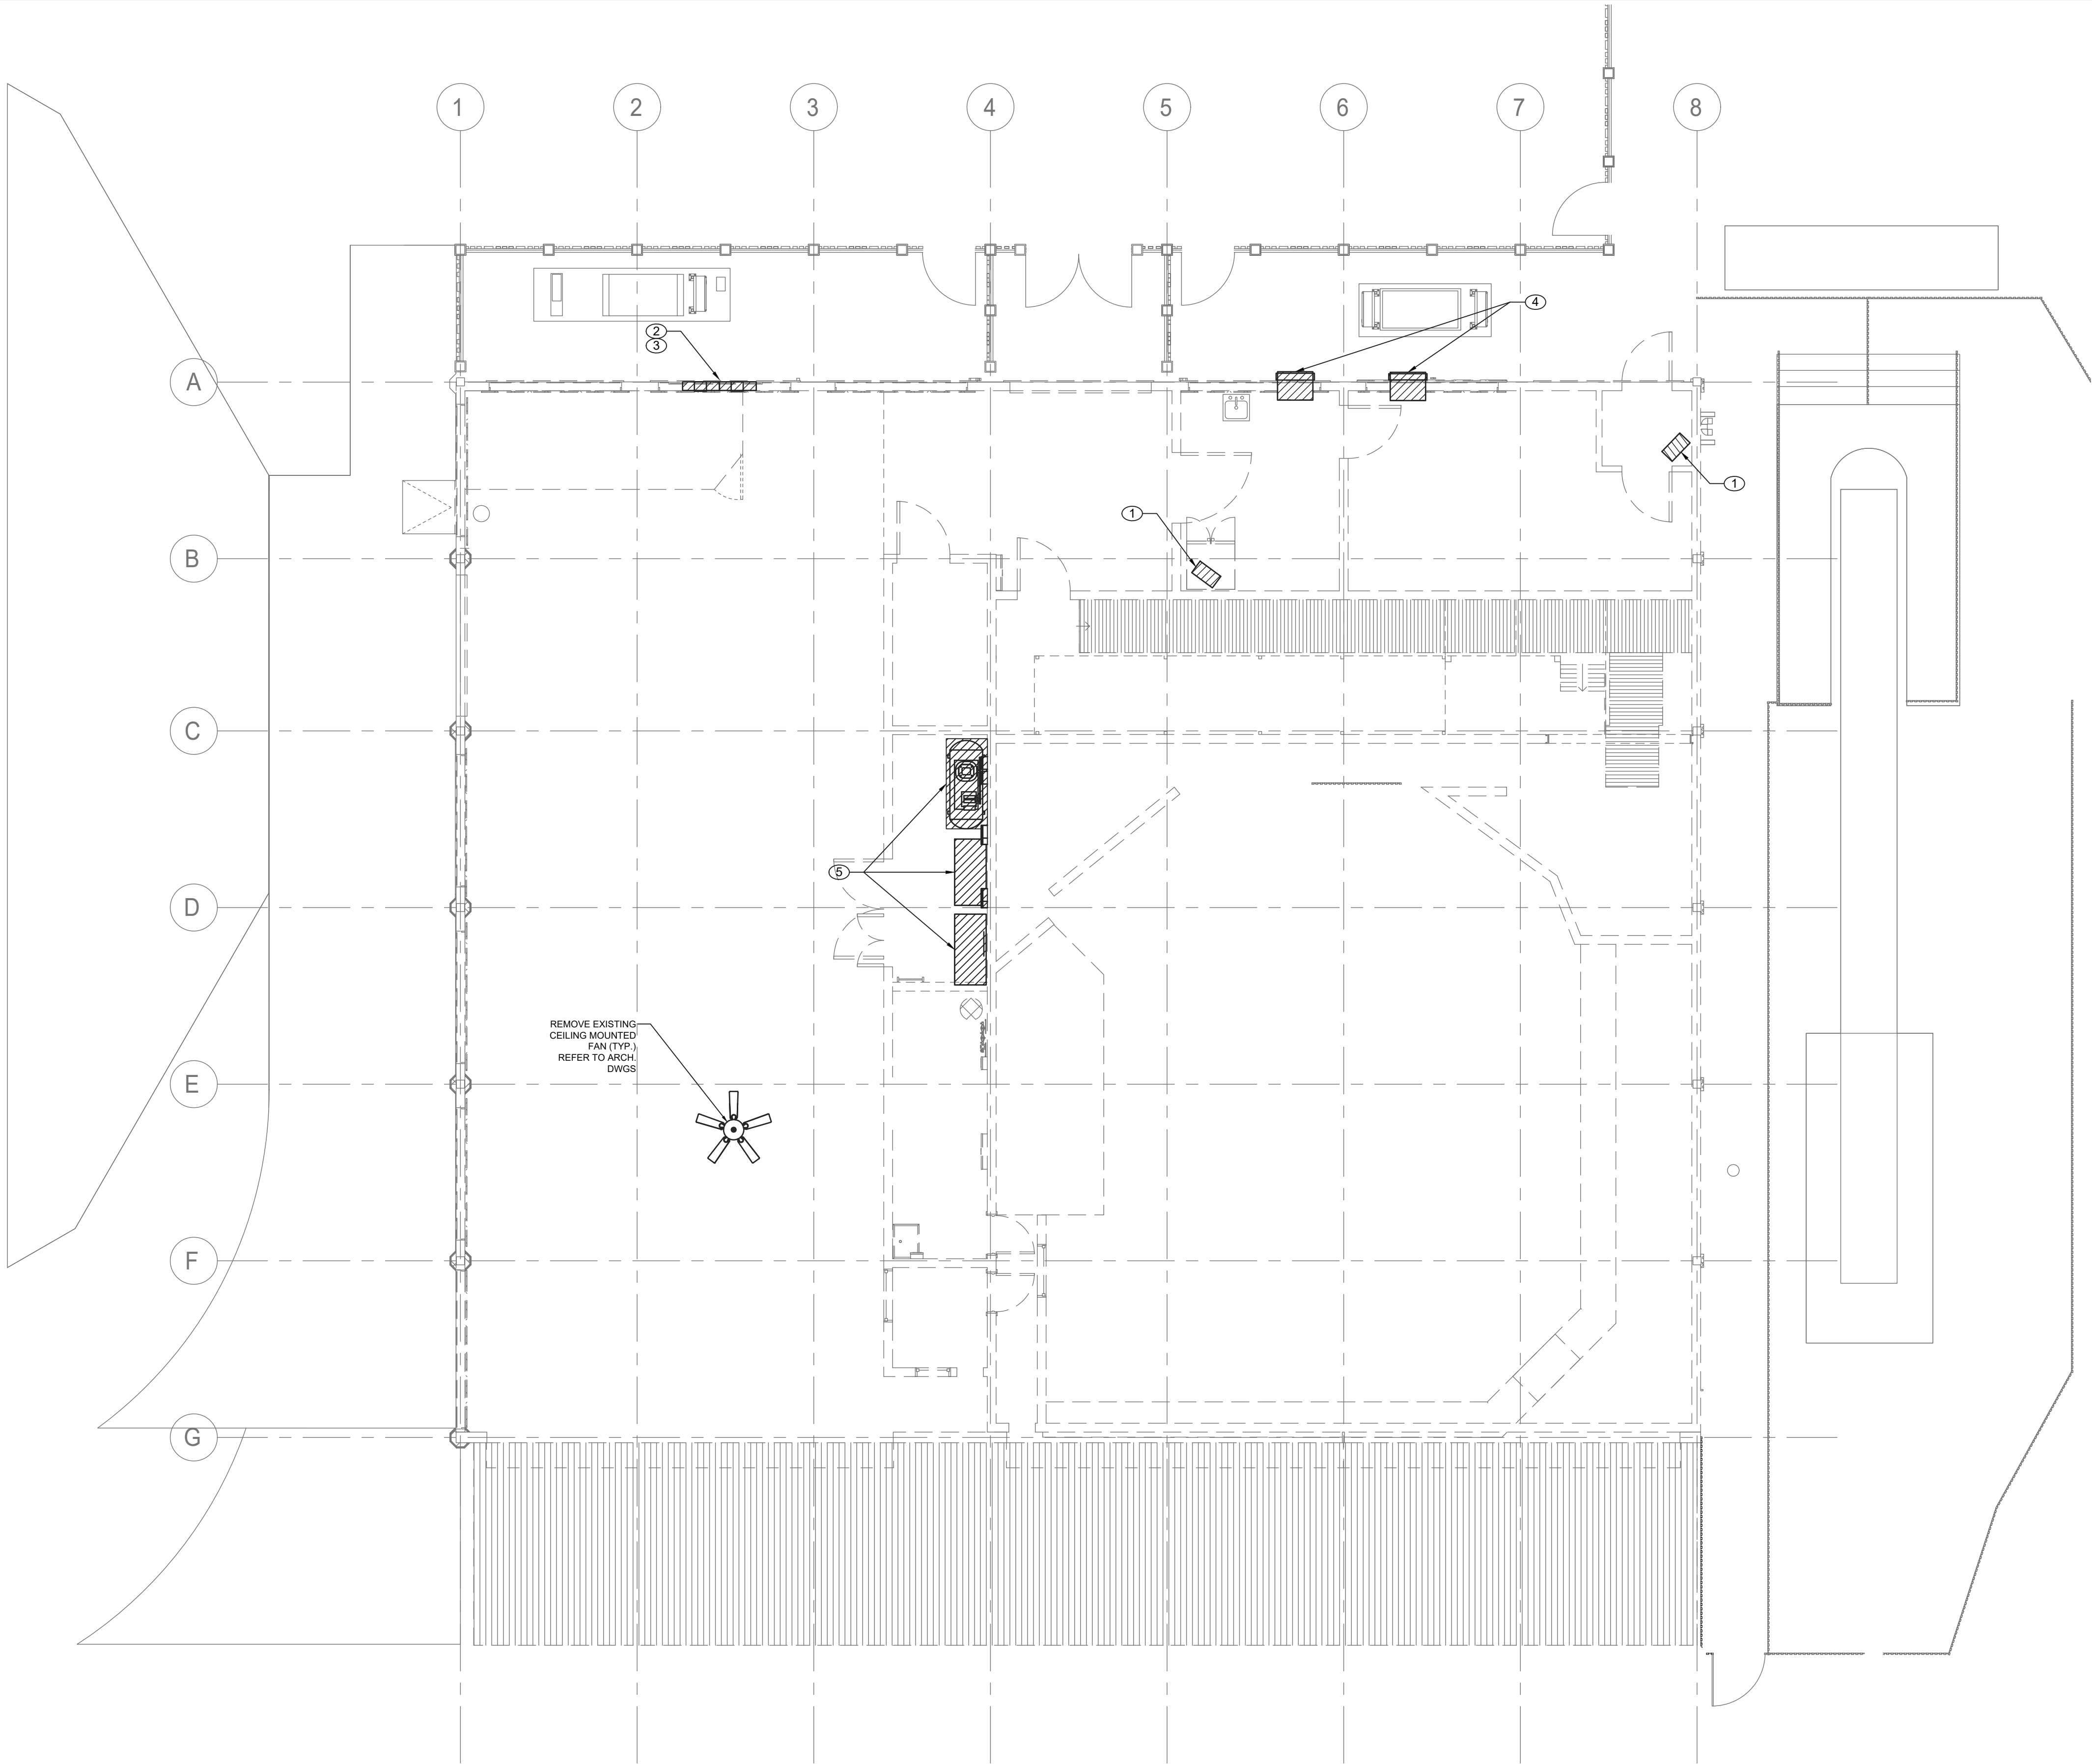 1
2
3
4
5
6
7
8
4
2
3
A
1
1
B
C
5
D
REMOVE EXISTING
CEILING MOUNTED
FAN (TYP.)
REFER TO ARCH.
DWGS
E
F
G